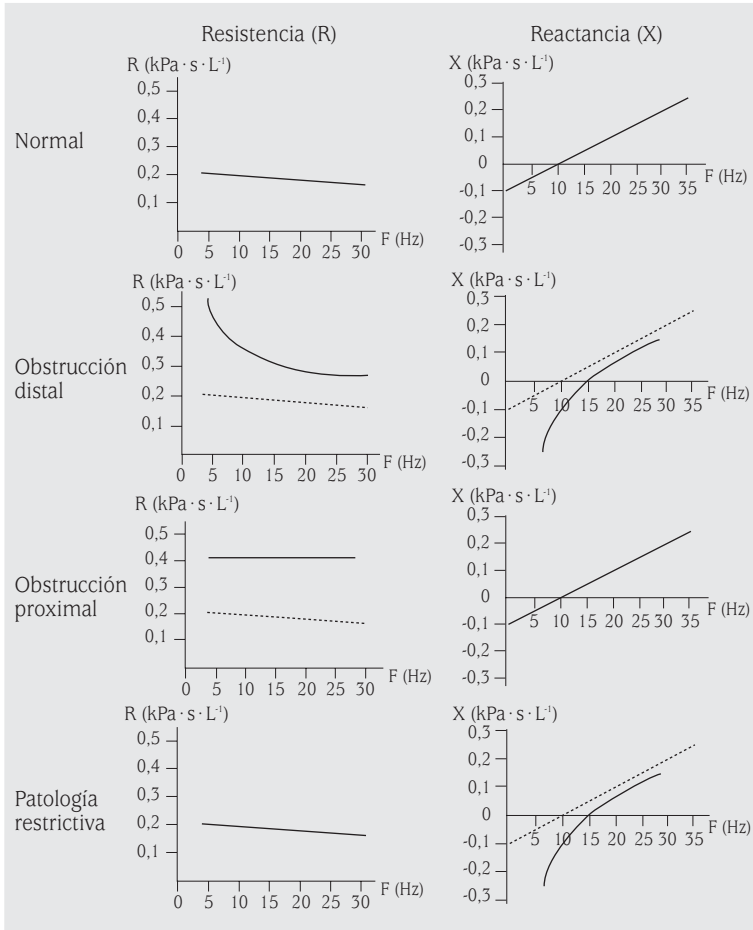 Resistencia (R)
Reactancia (X)
Normal
R (kPa · s · L⁻¹)
0,5
0,4
0,3
0,2
0,1
0 5 10 15 20 25 30
F (Hz)
X (kPa · s · L⁻¹)
0,3
0,2
0,1
0
-0,1
-0,2
-0,3
5 10 15 20 25 30 35
F (Hz)
Obstrucción
distal
R (kPa · s · L⁻¹)
0,5
0,4
0,3
0,2
0,1
0 5 10 15 20 25 30
F (Hz)
X (kPa · s · L⁻¹)
0,3
0,2
0,1
0
-0,1
-0,2
-0,3
5 10 15 20 25 30 35
F (Hz)
Obstrucción
proximal
R (kPa · s · L⁻¹)
0,5
0,4
0,3
0,2
0,1
0 5 10 15 20 25 30
F (Hz)
X (kPa · s · L⁻¹)
0,3
0,2
0,1
0
-0,1
-0,2
-0,3
5 10 15 20 25 30 35
F (Hz)
Patología
restrictiva
R (kPa · s · L⁻¹)
0,5
0,4
0,3
0,2
0,1
0 5 10 15 20 25 30
F (Hz)
X (kPa · s · L⁻¹)
0,3
0,2
0,1
0
-0,1
-0,2
-0,3
5 10 15 20 25 30 35
F (Hz)